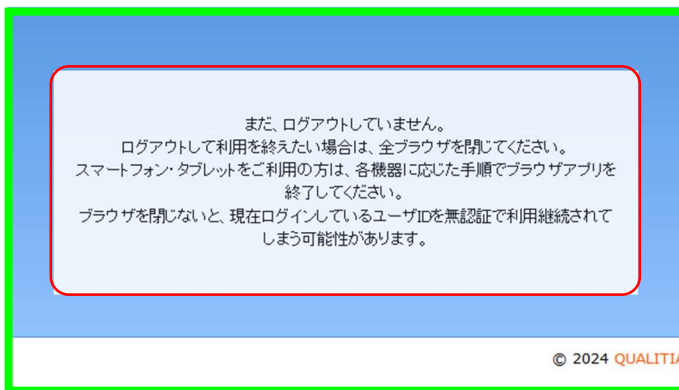 まだ、ログアウトしていません。
ログアウトして利用を終えたい場合は、全ブラウザを閉じてください。
スマートフォン・タブレットをご利用の方は、各機器に応じた手順でブラウザアプリを
終了してください。
ブラウザを閉じないと、現在ログインしているユーザIDを無認証で利用継続されて
しまう可能性があります。
© 2024 QUALITIA